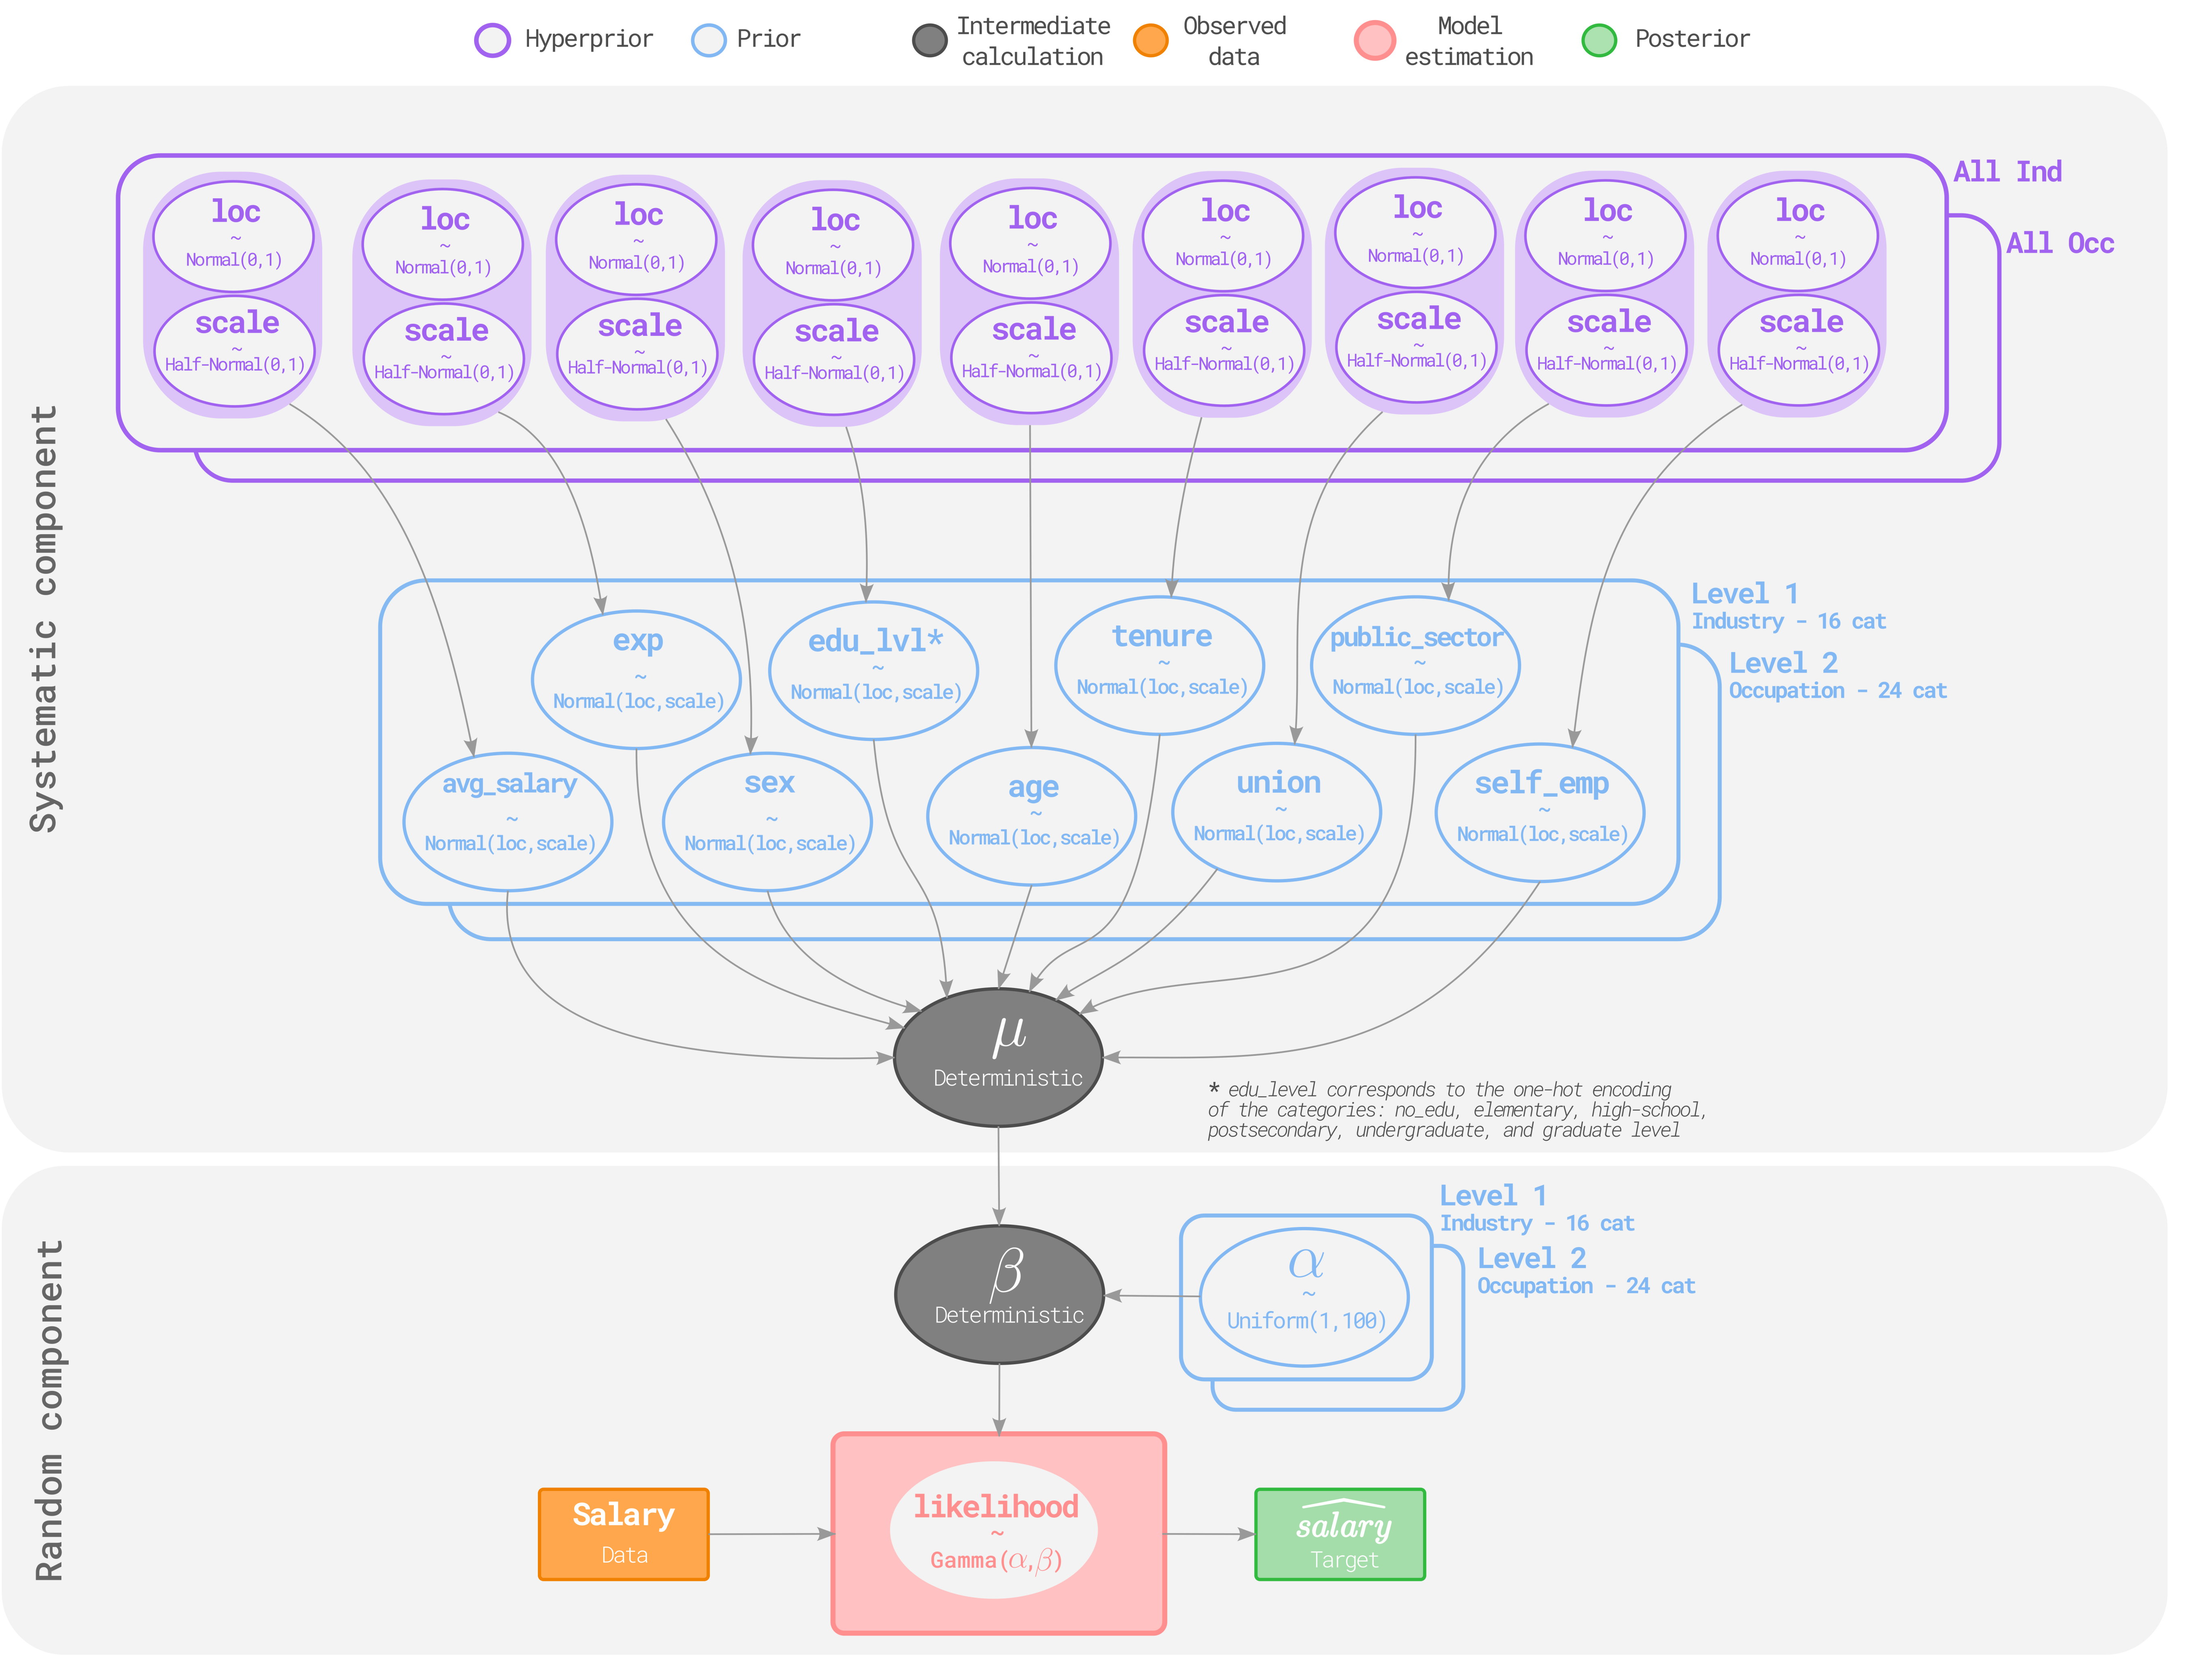 Hyperprior
Prior
Intermediate
calculation
Observed
data
Model
estimation
Posterior
Systematic component
All Ind
All Occ
loc
~
Normal(0,1)
scale
~
Half-Normal(0,1)
loc
~
Normal(0,1)
scale
~
Half-Normal(0,1)
loc
~
Normal(0,1)
scale
~
Half-Normal(0,1)
loc
~
Normal(0,1)
scale
~
Half-Normal(0,1)
loc
~
Normal(0,1)
scale
~
Half-Normal(0,1)
loc
~
Normal(0,1)
scale
~
Half-Normal(0,1)
loc
~
Normal(0,1)
scale
~
Half-Normal(0,1)
loc
~
Normal(0,1)
scale
~
Half-Normal(0,1)
loc
~
Normal(0,1)
scale
~
Half-Normal(0,1)
Level 1
Industry - 16 cat
Level 2
Occupation - 24 cat
exp
~
Normal(loc,scale)
edu_lvl*
~
Normal(loc,scale)
tenure
~
Normal(loc,scale)
public_sector
~
Normal(loc,scale)
avg_salary
~
Normal(loc,scale)
sex
~
Normal(loc,scale)
age
~
Normal(loc,scale)
union
~
Normal(loc,scale)
self_emp
~
Normal(loc,scale)
μ
Deterministic
* edu_level corresponds to the one-hot encoding
of the categories: no_edu, elementary, high-school,
postsecondary, undergraduate, and graduate level
Random component
Level 1
Industry - 16 cat
Level 2
Occupation - 24 cat
β
Deterministic
α
~
Uniform(1,100)
Salary
Data
likelihood
~
Gamma(α,β)
salary
Target